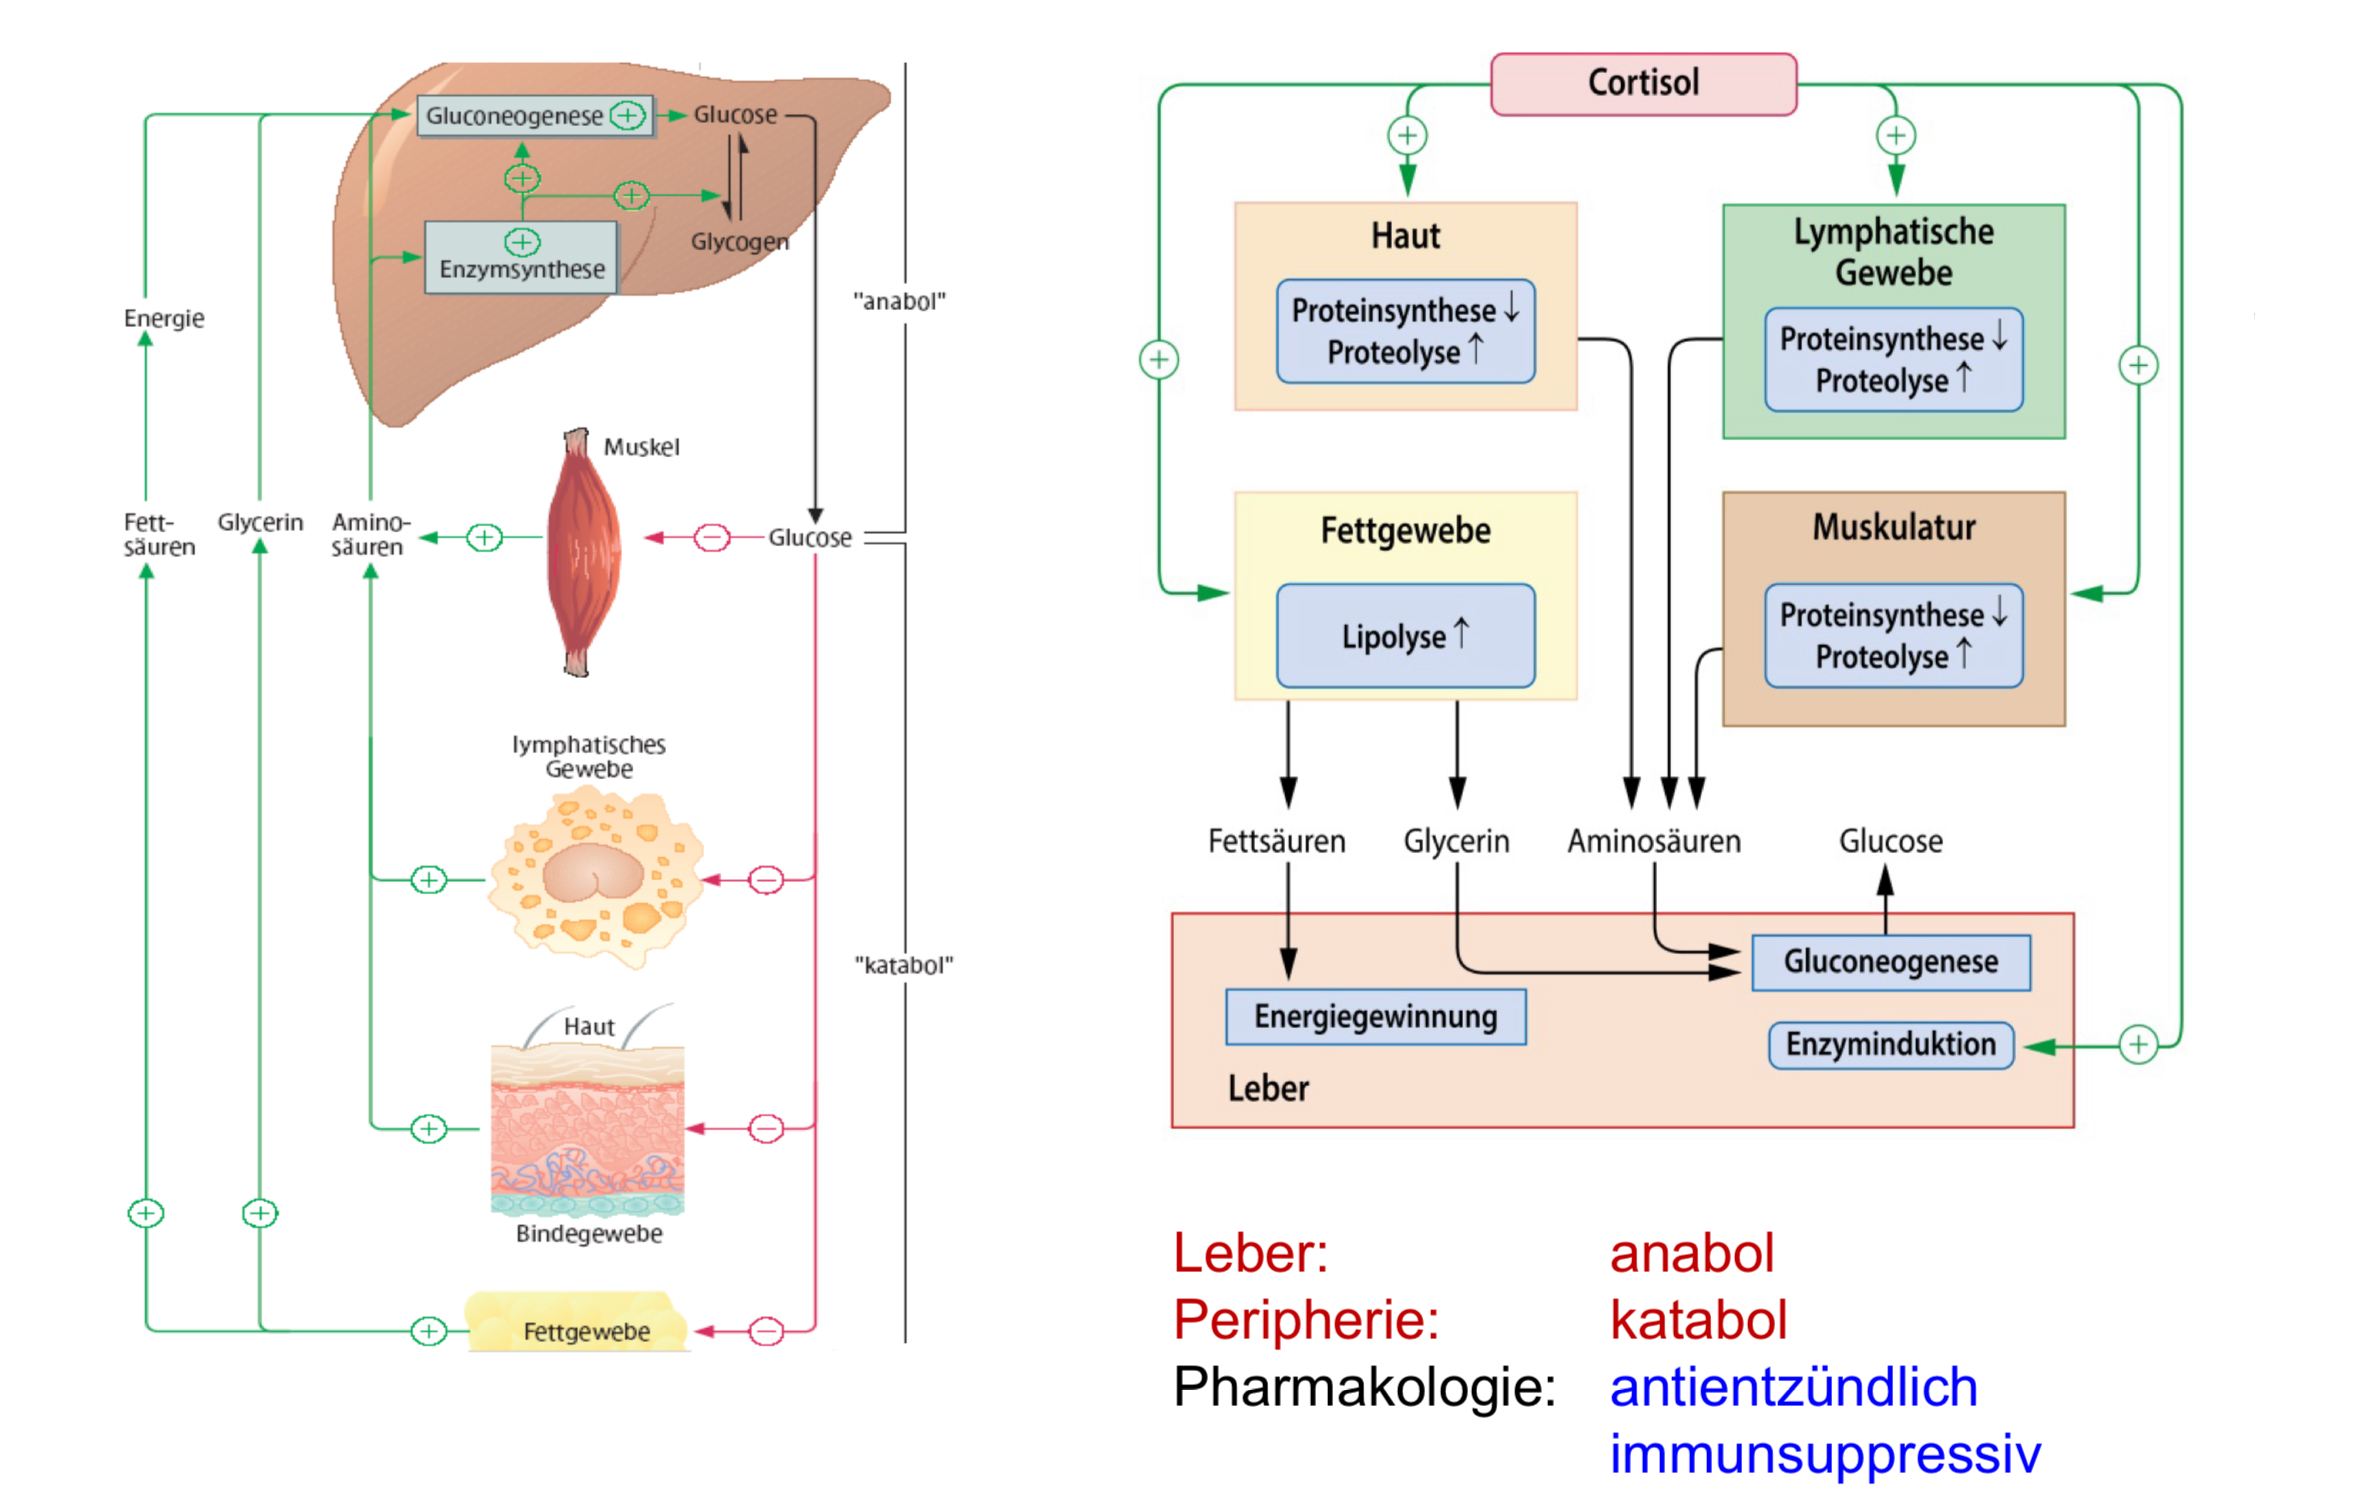 Gluconeogenese +
Glucose
+
+
Glycogen
+
Enzymsynthese
"anabol"
Energie
Muskel
Fett-
säuren
Glycerin
Amino-
säuren
+
−
Glucose
lymphatisches
Gewebe
+
−
"katabol"
Haut
+
−
Bindegewebe
+
+
+
Fettgewebe
−
Cortisol
+
+
Haut
Proteinsynthese ↓
Proteolyse ↑
Lymphatische
Gewebe
Proteinsynthese ↓
Proteolyse ↑
+
+
Fettgewebe
Lipolyse ↑
Muskulatur
Proteinsynthese ↓
Proteolyse ↑
Fettsäuren
Glycerin
Aminosäuren
Glucose
Gluconeogenese
Energiegewinnung
Enzyminduktion
+
Leber
Leber: anabol
Peripherie: katabol
Pharmakologie: antientzündlich
immunsuppressiv